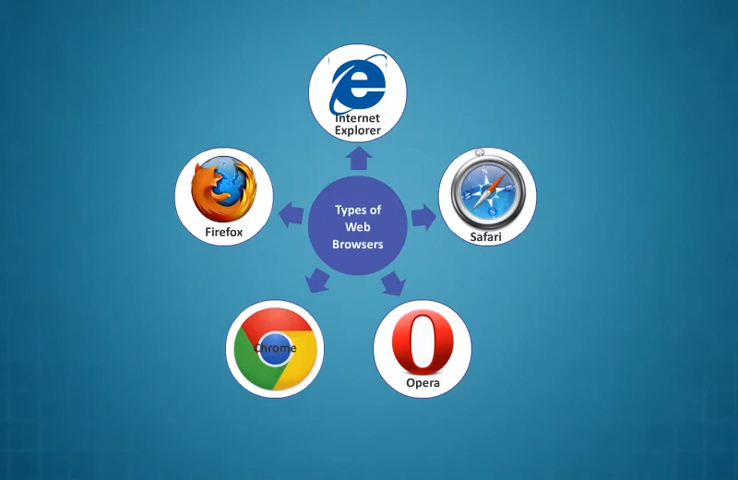 Internet
Explorer
Firefox
Types of
Web
Browsers
Safari
Chrome
Opera